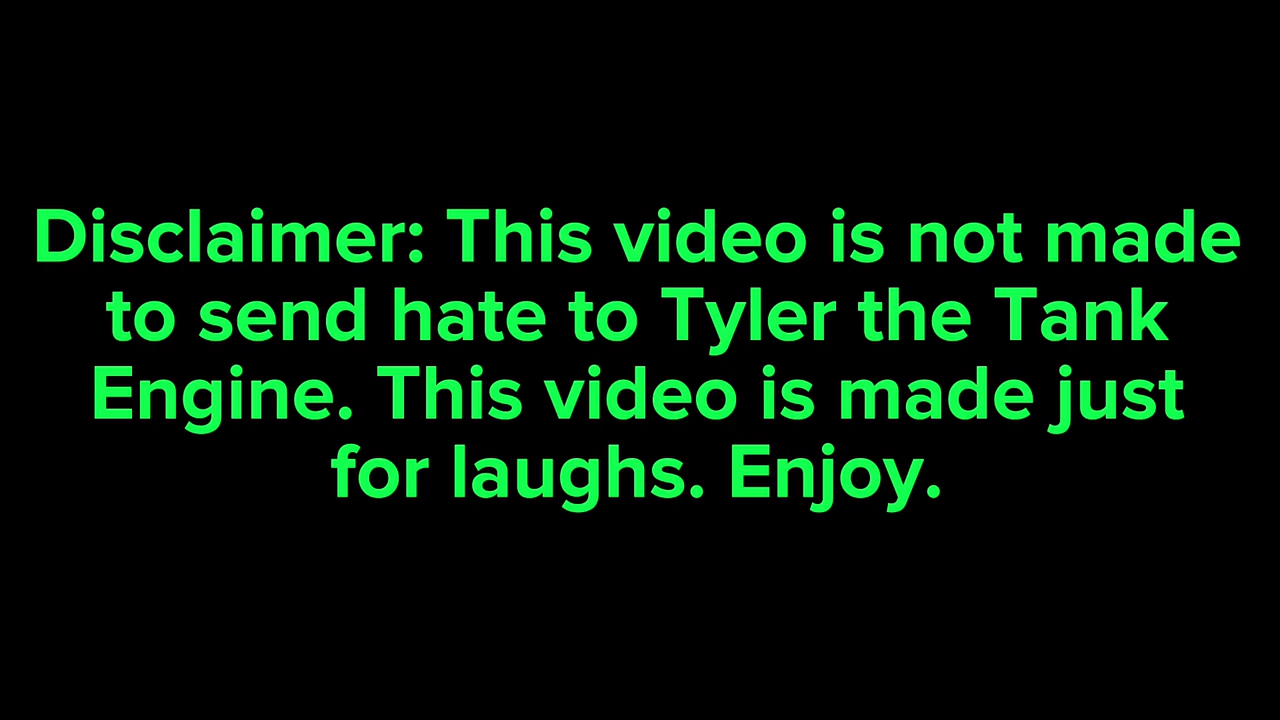 Disclaimer: This video is not made
to send hate to Tyler the Tank
Engine. This video is made just
for laughs. Enjoy.